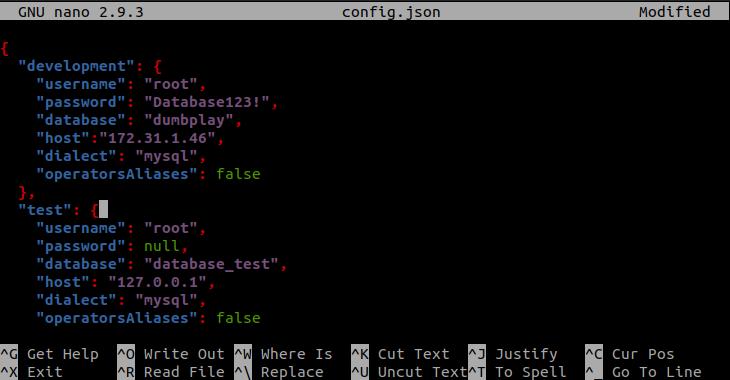 GNU nano 2.9.3 config.json Modified
{
  "development": {
    "username": "root",
    "password": "Database123!",
    "database": "dumbplay",
    "host":"172.31.1.46",
    "dialect": "mysql",
    "operatorsAliases": false
  },
  "test": {
    "username": "root",
    "password": null,
    "database": "database_test",
    "host": "127.0.0.1",
    "dialect": "mysql",
    "operatorsAliases": false
^G Get Help ^O Write Out ^W Where Is ^K Cut Text ^J Justify ^C Cur Pos
^X Exit ^R Read File ^\ Replace ^U Uncut Text ^T To Spell ^_ Go To Line